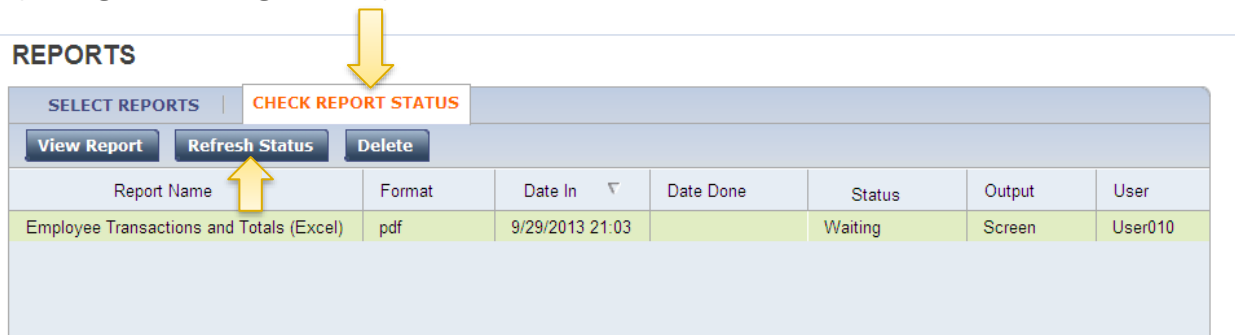 REPORTS
SELECT REPORTS | CHECK REPORT STATUS
View Report Refresh Status Delete
Report Name Format Date In Date Done Status Output User
Employee Transactions and Totals (Excel) pdf 9/29/2013 21:03 Waiting Screen User010